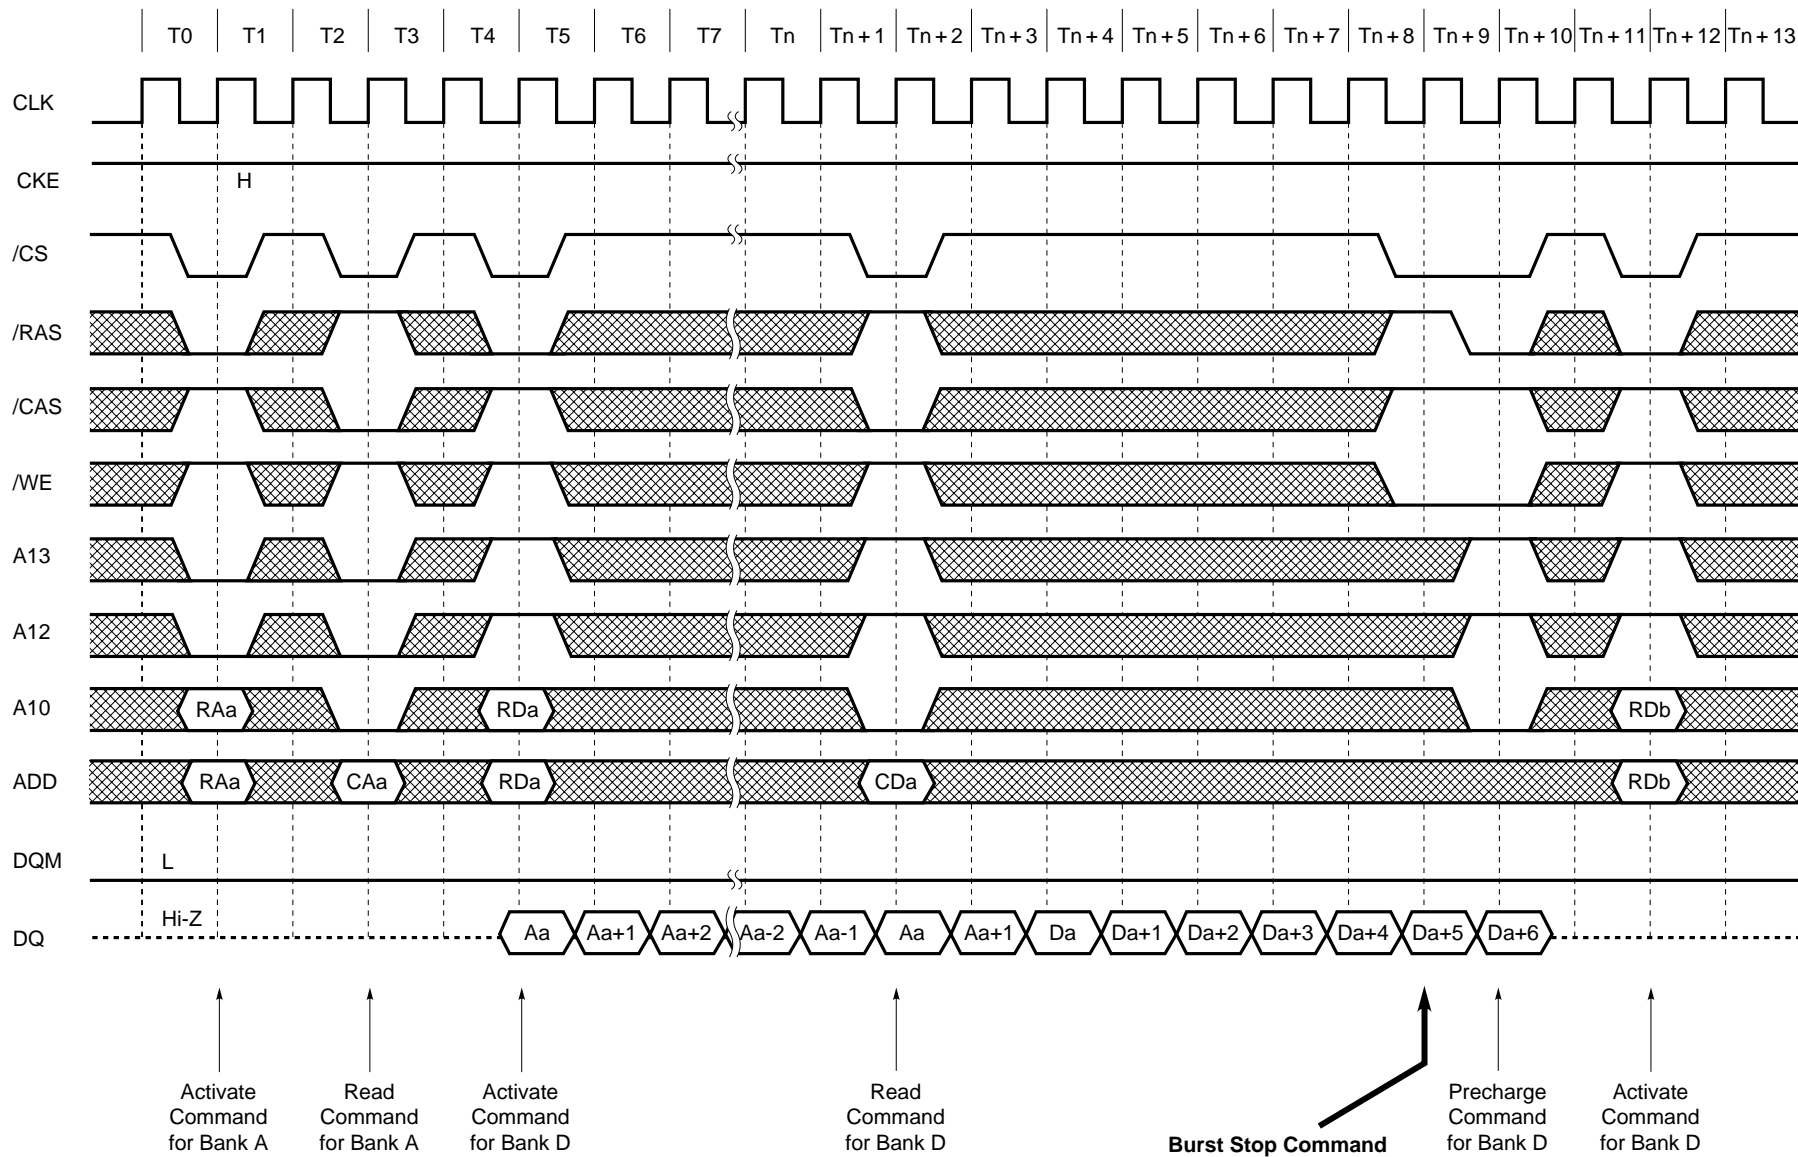 T0 T1 T2 T3 T4 T5 T6 T7 Tn Tn+1 Tn+2 Tn+3 Tn+4 Tn+5 Tn+6 Tn+7 Tn+8 Tn+9 Tn+10 Tn+11 Tn+12 Tn+13
CLK
CKE H
/CS
/RAS
/CAS
/WE
A13
A12
A10 RAa RDa RDb
ADD RAa CAa RDa CDa RDb
DQM L
Hi-Z
DQ Aa Aa+1 Aa+2 Aa-2 Aa-1 Aa Aa+1 Da Da+1 Da+2 Da+3 Da+4 Da+5 Da+6
Activate
Command
for Bank A
Read
Command
for Bank A
Activate
Command
for Bank D
Read
Command
for Bank D
Burst Stop Command
Precharge
Command
for Bank D
Activate
Command
for Bank D